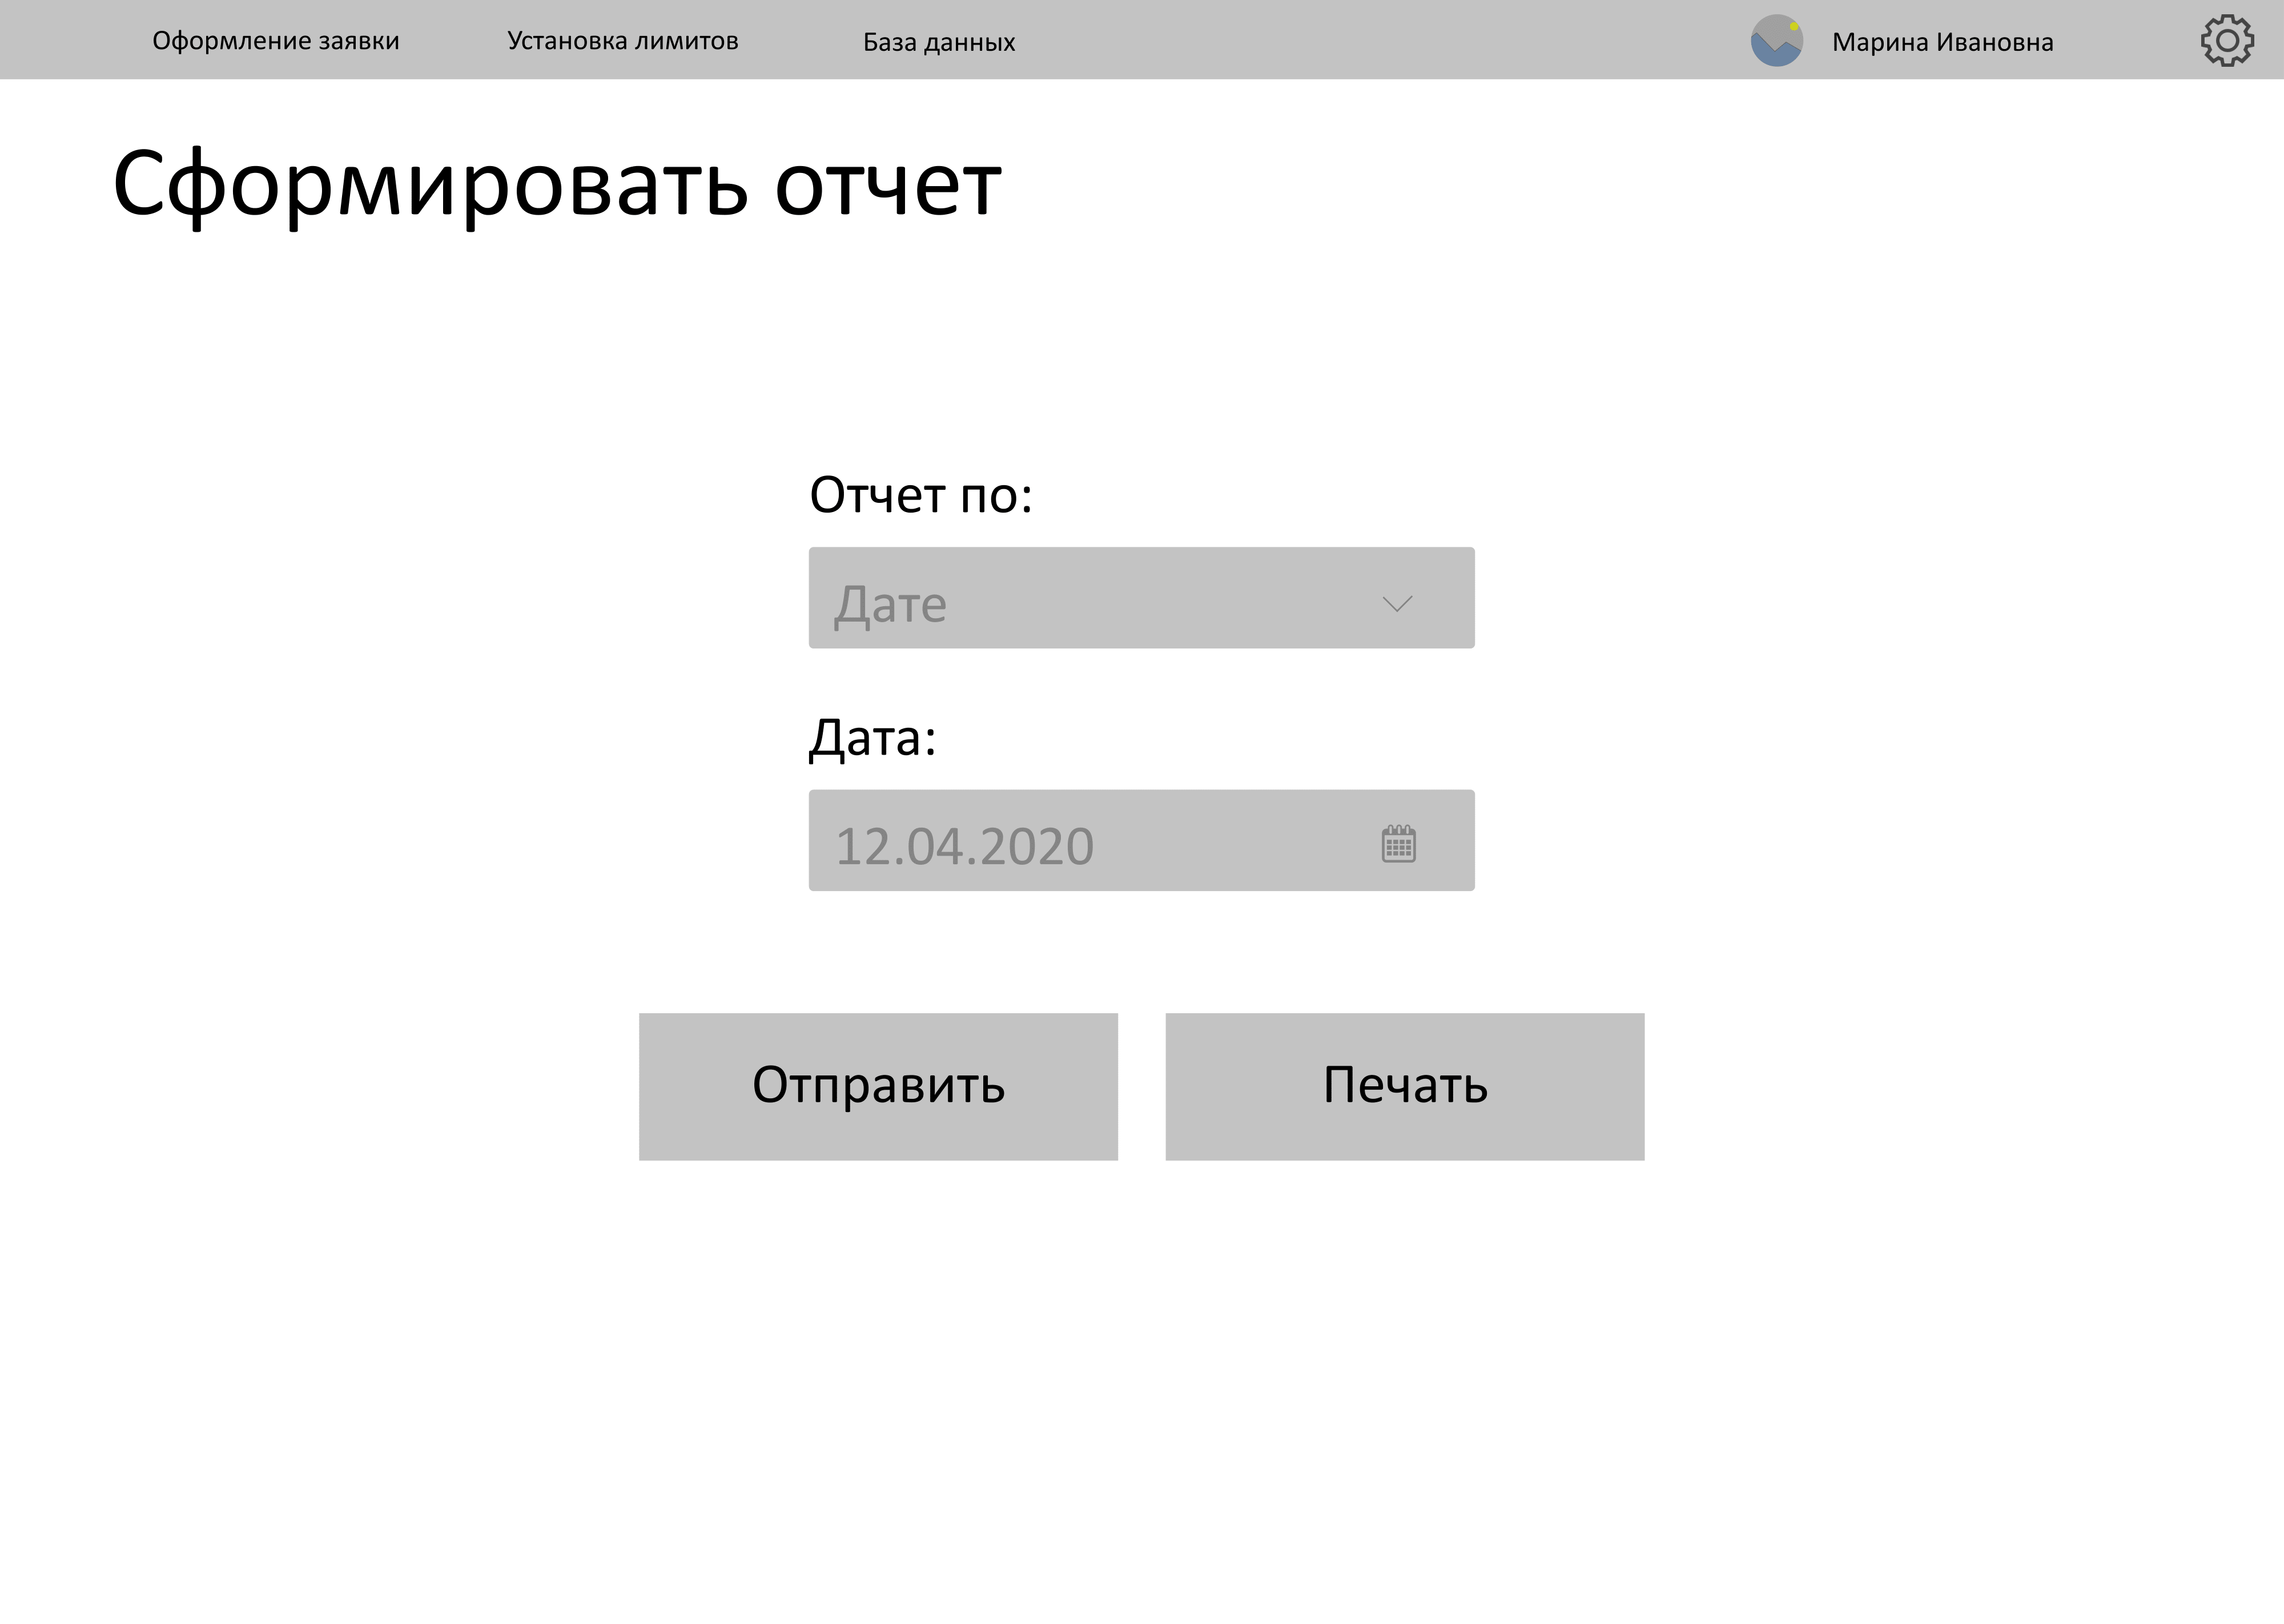 Оформление заявки
Установка лимитов
База данных
Марина Ивановна
Сформировать отчет
Отчет по:
Дате
Дата:
12.04.2020
Отправить
Печать